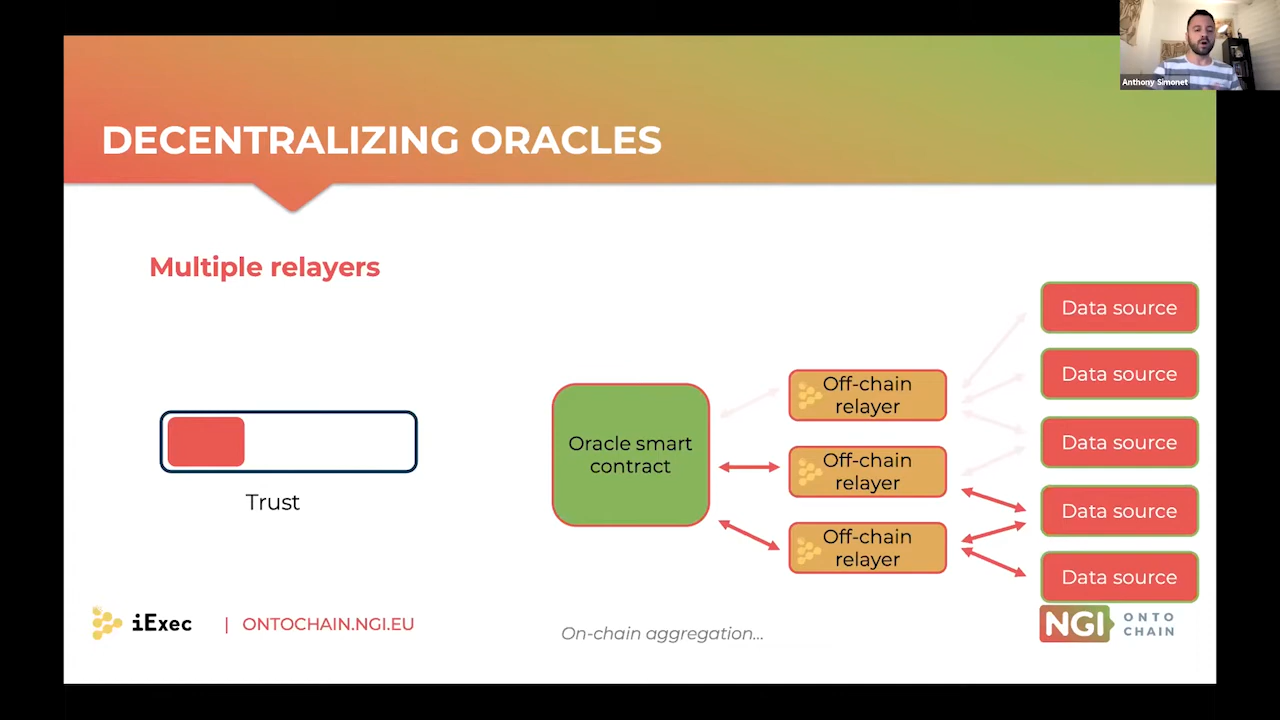 Anthony Simonet
DECENTRALIZING ORACLES
Multiple relayers
Trust
Oracle smart
contract
Off-chain
relayer
Off-chain
relayer
Off-chain
relayer
Data source
Data source
Data source
Data source
Data source
On-chain aggregation...
iExec
| ONTOCHAIN.NGI.EU
NGI
ONTO
CHAIN